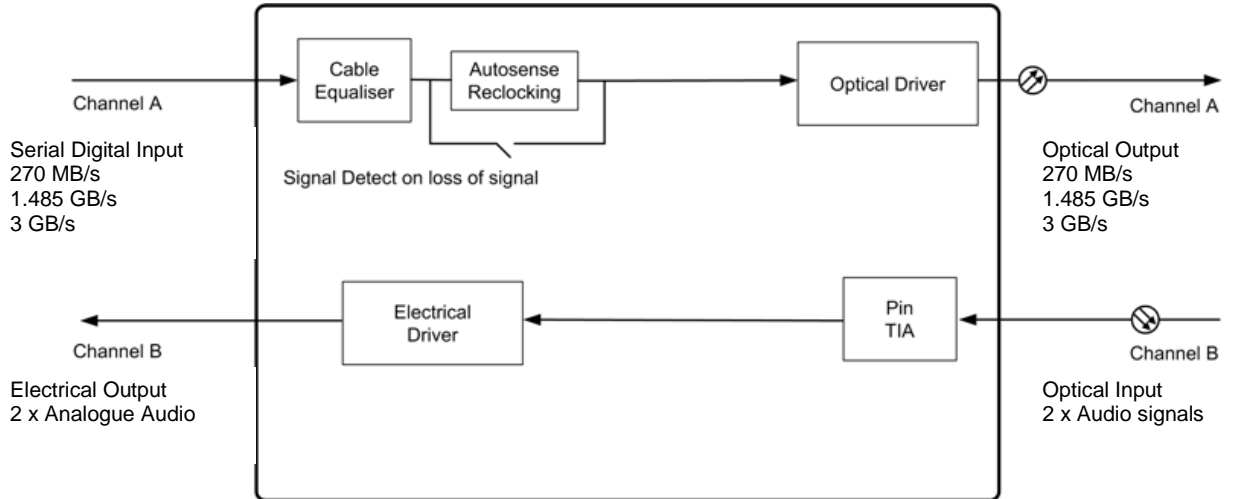 Cable
Equaliser
Autosense
Reclocking
Optical Driver
Channel A
Channel A
Serial Digital Input
270 MB/s
1.485 GB/s
3 GB/s
Signal Detect on loss of signal
Optical Output
270 MB/s
1.485 GB/s
3 GB/s
Electrical
Driver
Pin
TIA
Channel B
Channel B
Electrical Output
2 x Analogue Audio
Optical Input
2 x Audio signals